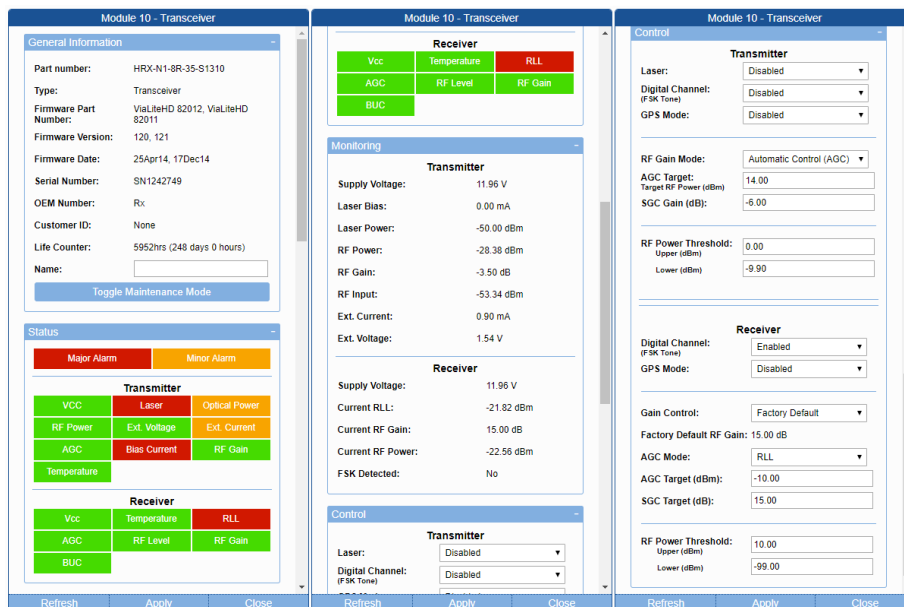 Module 10 - Transceiver
General Information -
Part number: HRX-N1-8R-35-S1310
Type: Transceiver
Firmware Part Number: ViaLiteHD 82012, ViaLiteHD 82011
Firmware Version: 120, 121
Firmware Date: 25Apr14, 17Dec14
Serial Number: SN1242749
OEM Number: Rx
Customer ID: None
Life Counter: 5952hrs (248 days 0 hours)
Name:
Toggle Maintenance Mode
Status -
Major Alarm Minor Alarm
Transmitter
VCC Laser Optical Power
RF Power Ext. Voltage Ext. Current
AGC Bias Current RF Gain
Temperature
Receiver
Vcc Temperature RLL
AGC RF Level RF Gain
BUC
Refresh Apply Close
Module 10 - Transceiver
Receiver
Vcc Temperature RLL
AGC RF Level RF Gain
BUC
Monitoring -
Transmitter
Supply Voltage: 11.96 V
Laser Bias: 0.00 mA
Laser Power: -50.00 dBm
RF Power: -28.38 dBm
RF Gain: -3.50 dB
RF Input: -53.34 dBm
Ext. Current: 0.90 mA
Ext. Voltage: 1.54 V
Receiver
Supply Voltage: 11.96 V
Current RLL: -21.82 dBm
Current RF Gain: 15.00 dB
Current RF Power: -22.56 dBm
FSK Detected: No
Control -
Transmitter
Laser: Disabled
Digital Channel: Disabled
(FSK Tone)
Refresh Apply Close
Module 10 - Transceiver
Control -
Transmitter
Laser: Disabled
Digital Channel: Disabled
(FSK Tone)
GPS Mode: Disabled
RF Gain Mode: Automatic Control (AGC)
AGC Target: 14.00
Target RF Power (dBm)
SGC Gain (dB): -6.00
RF Power Threshold: 0.00
Upper (dBm)
Lower (dBm) -9.90
Receiver
Digital Channel: Enabled
(FSK Tone)
GPS Mode: Disabled
Gain Control: Factory Default
Factory Default RF Gain: 15.00 dB
AGC Mode: RLL
AGC Target (dBm): -10.00
SGC Target (dB): 15.00
RF Power Threshold: 10.00
Upper (dBm)
Lower (dBm) -99.00
Refresh Apply Close